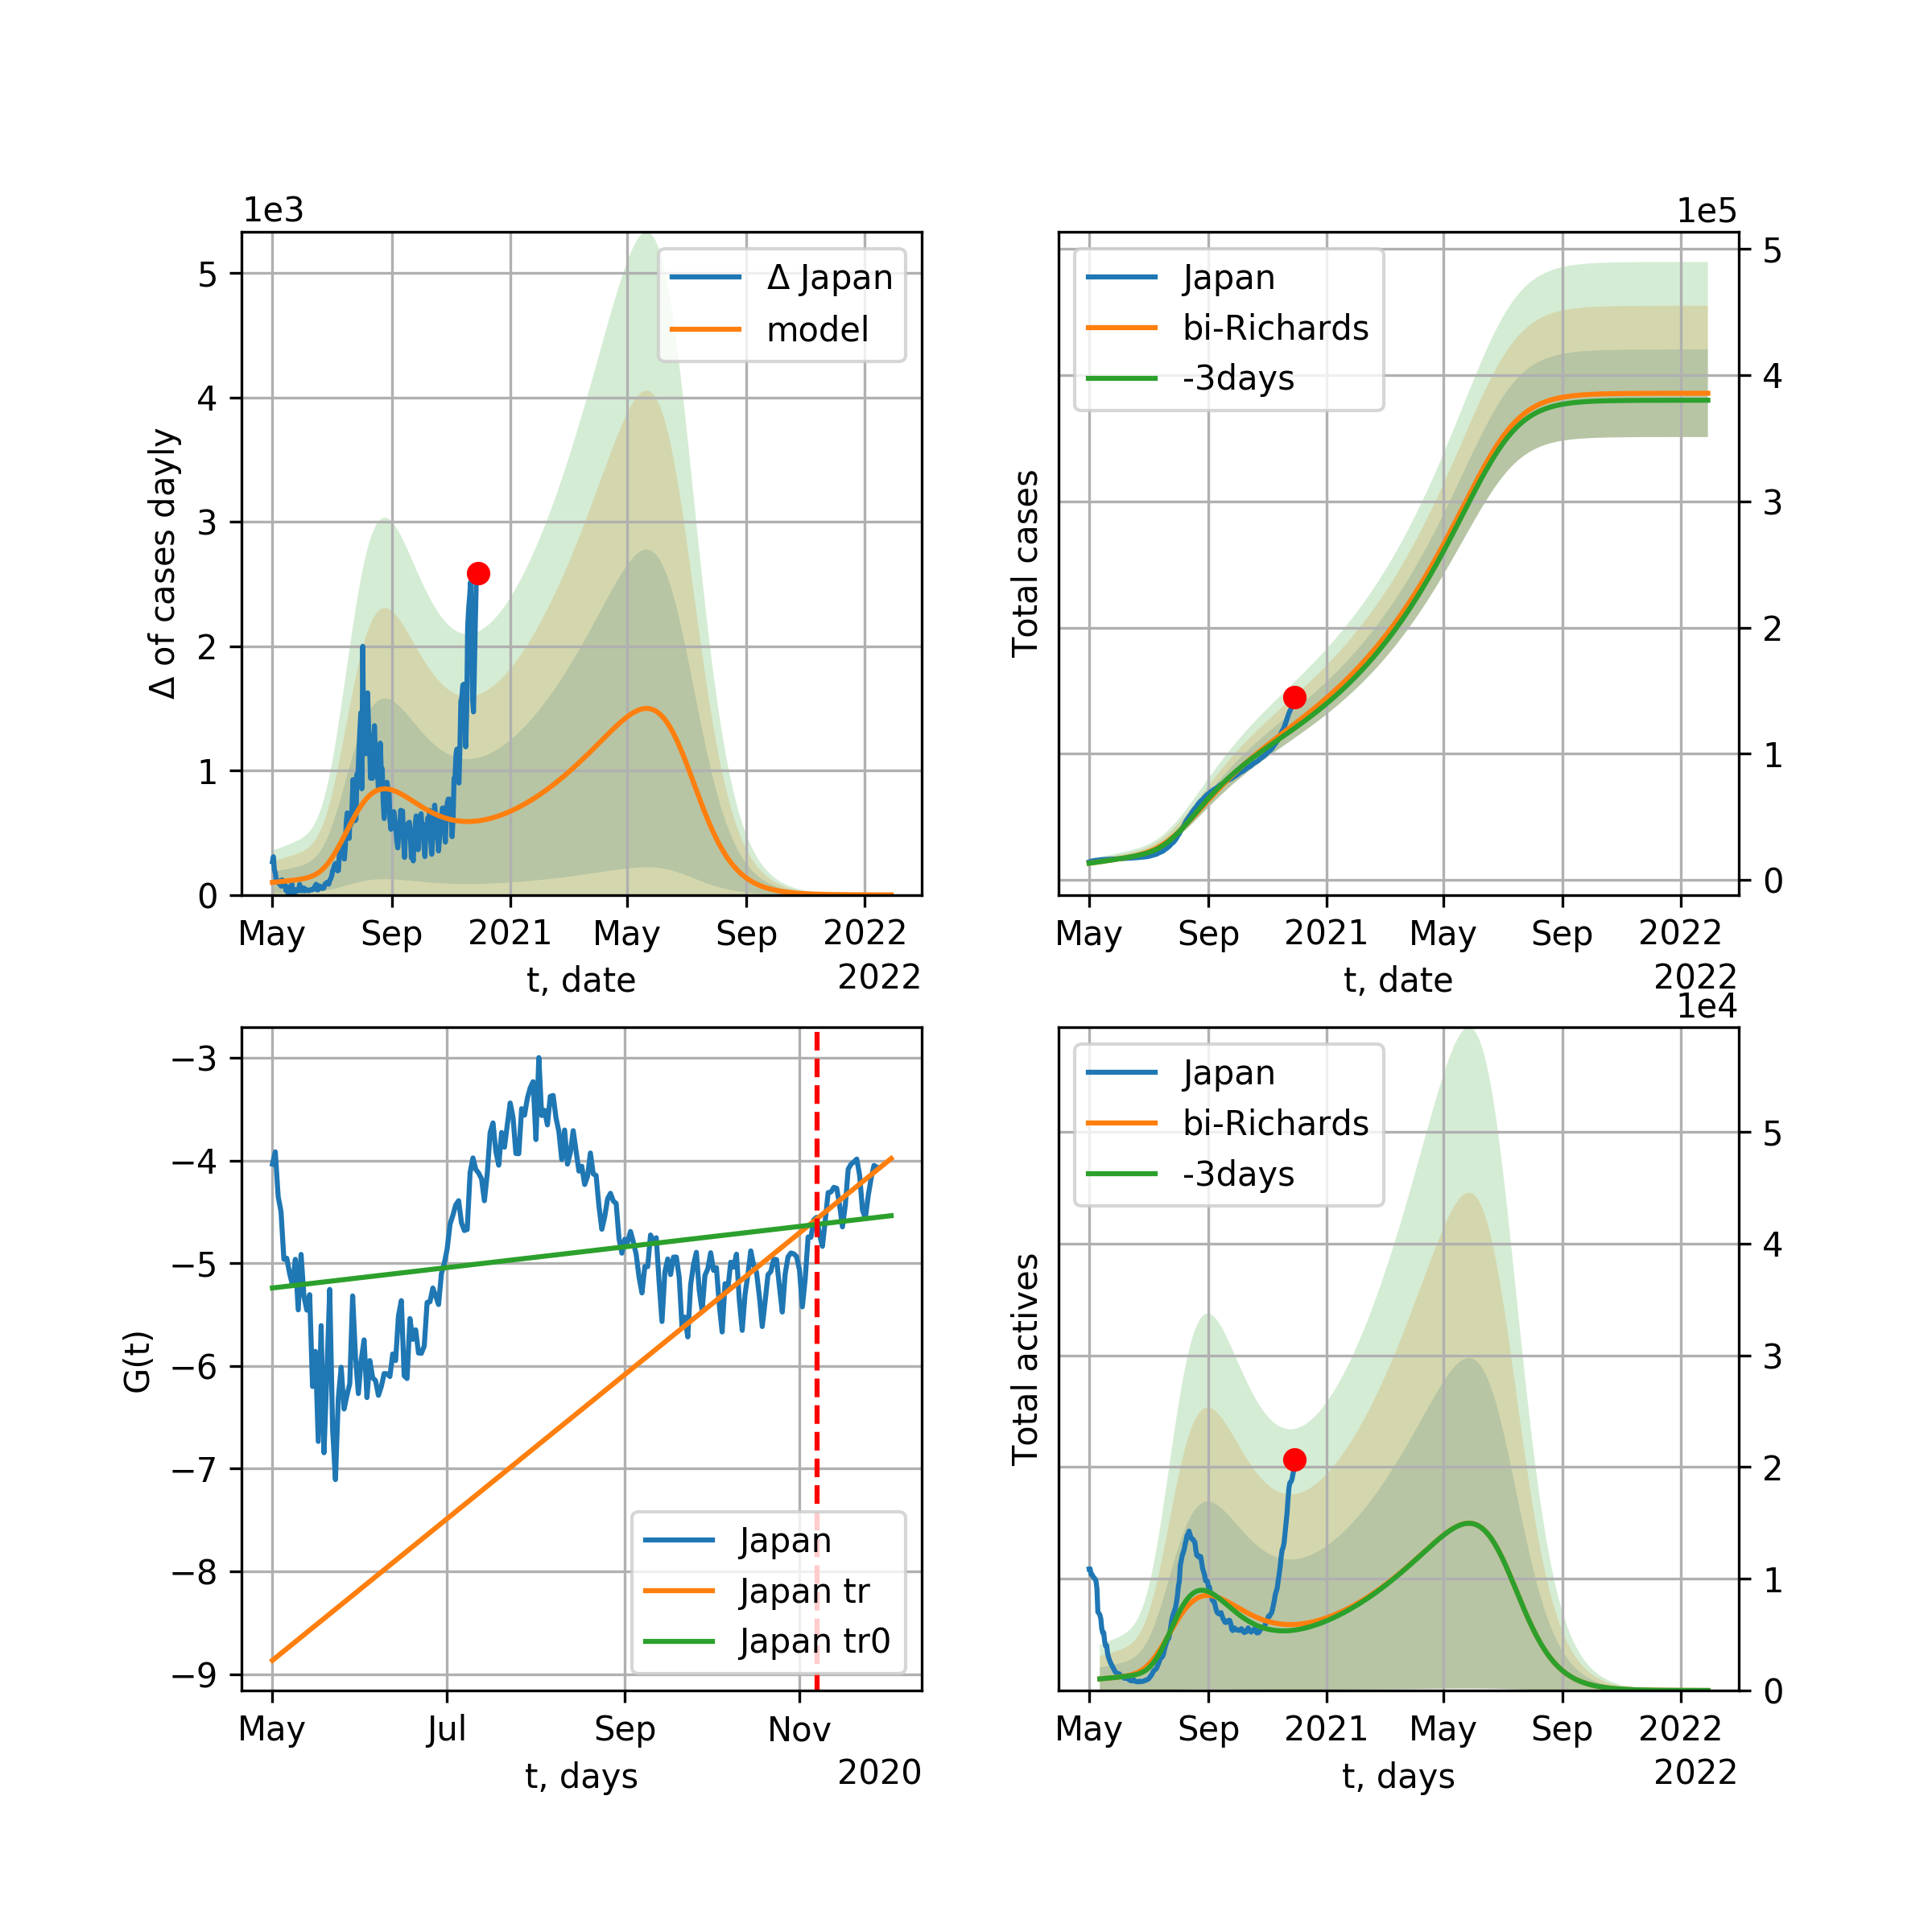 1e3
Δ of cases dayly
5
4
3
2
1
0
Δ Japan
model
May Sep 2021 May Sep 2022
t, date
2022
1e5
Total cases
Japan
bi-Richards
-3days
5
4
3
2
1
0
May Sep 2021 May Sep 2022
t, date
2022
G(t)
−3
−4
−5
−6
−7
−8
−9
Japan
Japan tr
Japan tr0
May Jul Sep Nov
t, days
2020
1e4
Total actives
Japan
bi-Richards
-3days
5
4
3
2
1
0
May Sep 2021 May Sep 2022
t, days
2022